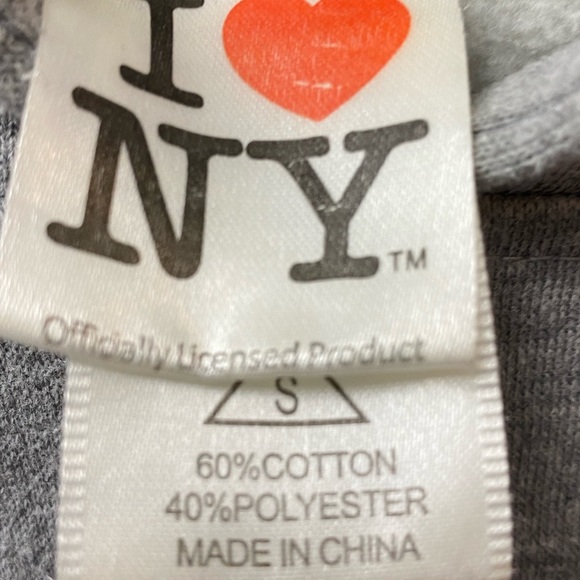 I ❤
NY™
Officially Licensed Product
S
60%COTTON
40%POLYESTER
MADE IN CHINA